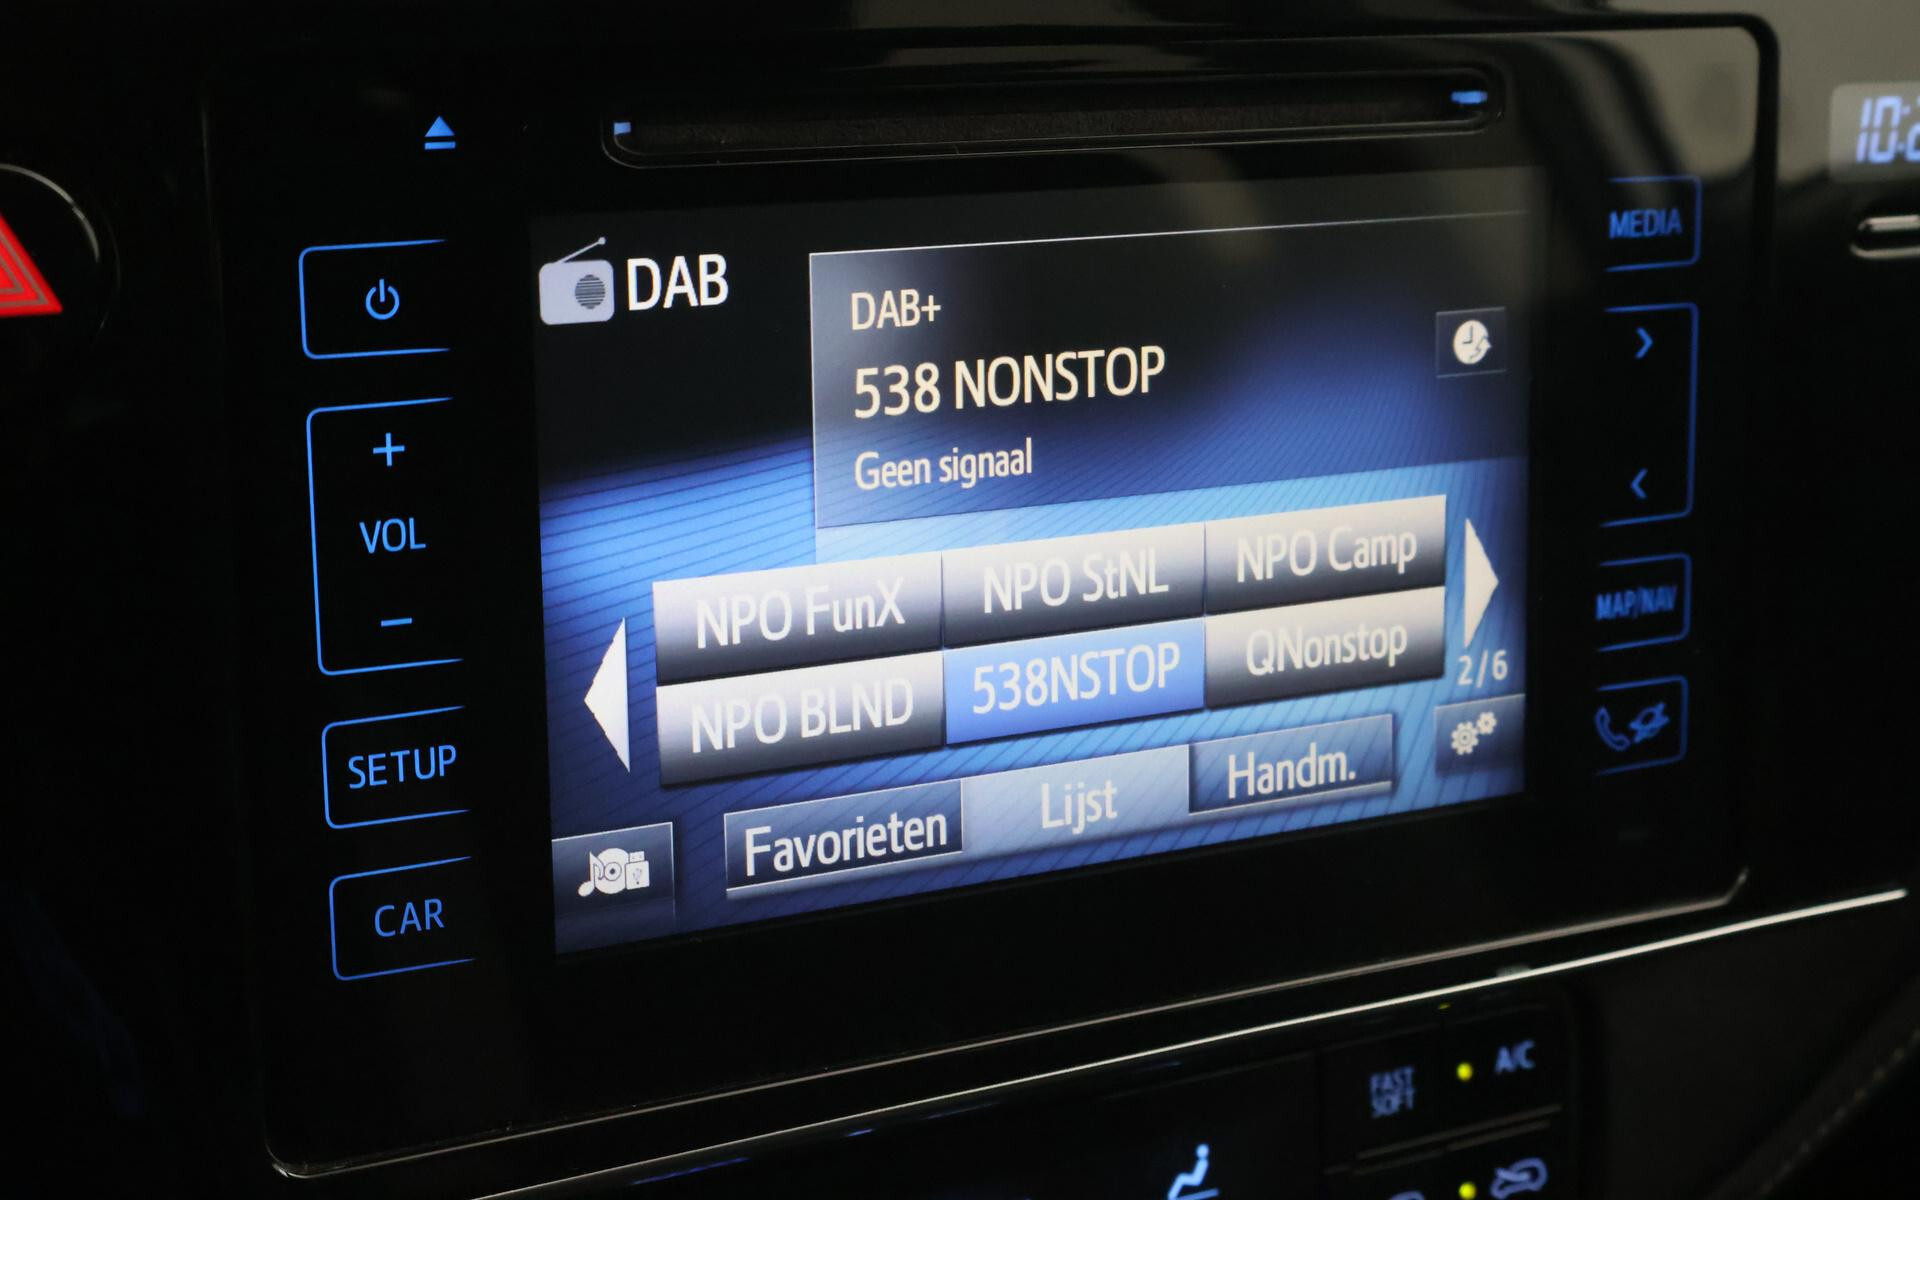 10:
MEDIA
DAB
DAB+
538 NONSTOP
Geen signaal
VOL
NPO FunX
NPO StNL
NPO Camp
NPO BLND
538NSTOP
QNonstop
2/6
MAP/NAV
SETUP
Favorieten
Lijst
Handm.
CAR
FAST
SOFT
A/C